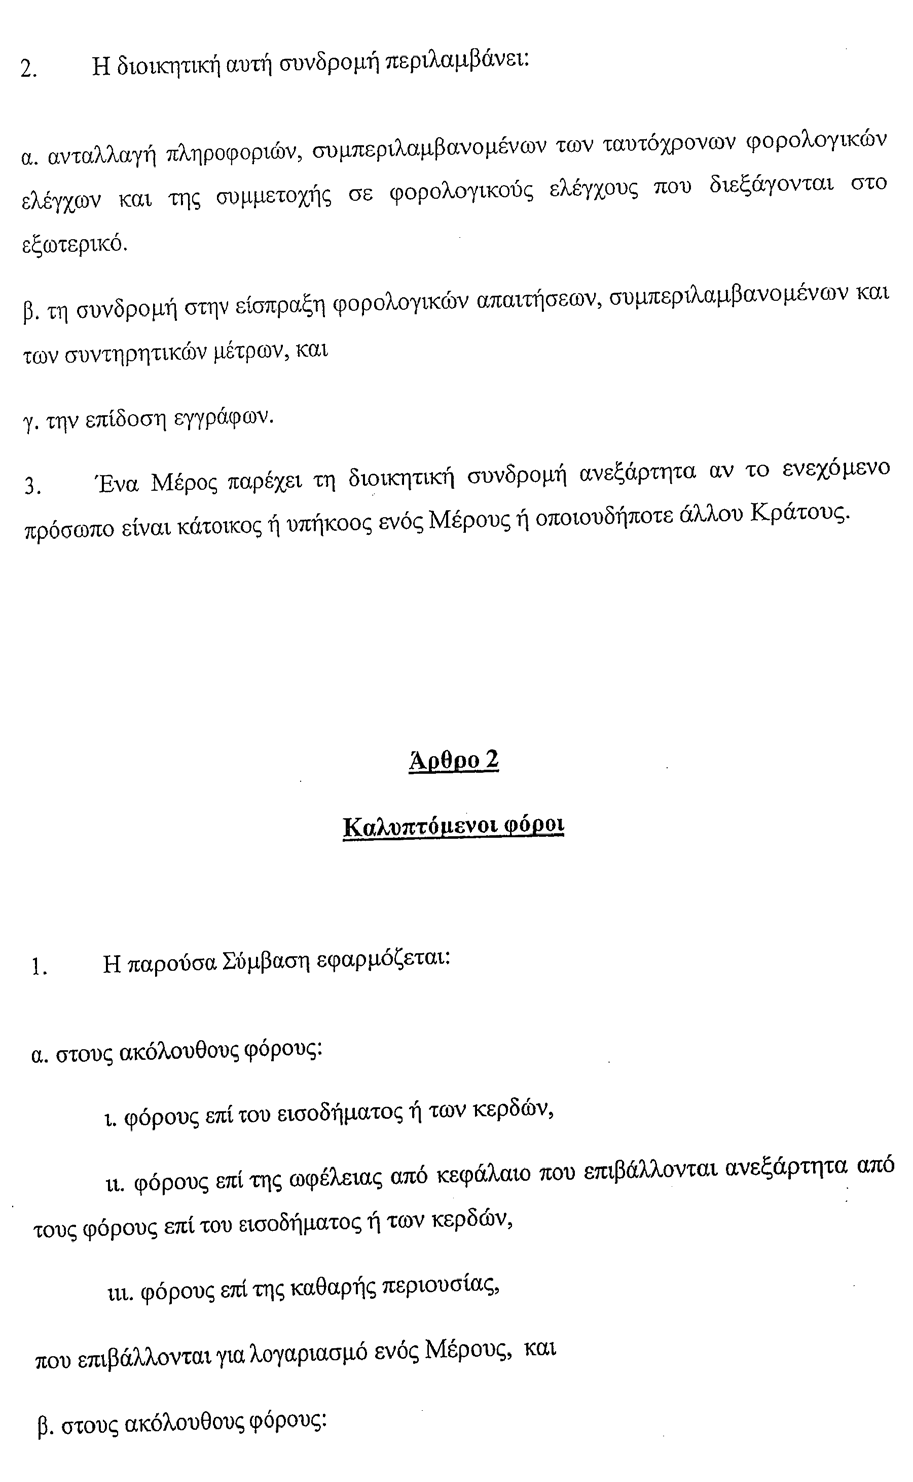 2. Η διοικητική αυτή συνδρομή περιλαμβάνει:
α. ανταλλαγή πληροφοριών, συμπεριλαμβανομένων των ταυτόχρονων φορολογικών
ελέγχων και της συμμετοχής σε φορολογικούς ελέγχους που διεξάγονται στο
εξωτερικό.
β. τη συνδρομή στην είσπραξη φορολογικών απαιτήσεων, συμπεριλαμβανομένων και
των συντηρητικών μέτρων, και
γ. την επίδοση εγγράφων.
3. Ένα Μέρος παρέχει τη διοικητική συνδρομή ανεξάρτητα αν το ενεχόμενο
πρόσωπο είναι κάτοικος ή υπήκοος ενός Μέρους ή οποιουδήποτε άλλου Κράτους.
Άρθρο 2
Καλυπτόμενοι φόροι
1. Η παρούσα Σύμβαση εφαρμόζεται:
α. στους ακόλουθους φόρους:
ι. φόρους επί του εισοδήματος ή των κερδών,
ιι. φόρους επί της ωφέλειας από κεφάλαιο που επιβάλλονται ανεξάρτητα από
τους φόρους επί του εισοδήματος ή των κερδών,
ιιι. φόρους επί της καθαρής περιουσίας,
που επιβάλλονται για λογαριασμό ενός Μέρους, και
β. στους ακόλουθους φόρους: